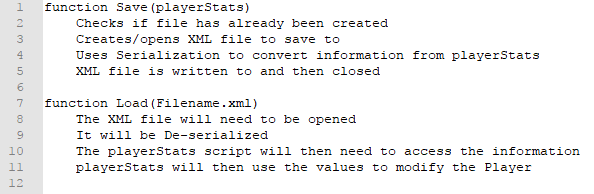 1 function Save(playerStats)
2 Checks if file has already been created
3 Creates/opens XML file to save to
4 Uses Serialization to convert information from playerStats
5 XML file is written to and then closed
6
7 function Load(Filename.xml)
8 The XML file will need to be opened
9 It will be De-serialized
10 The playerStats script will then need to access the information
11 playerStats will then use the values to modify the Player
12